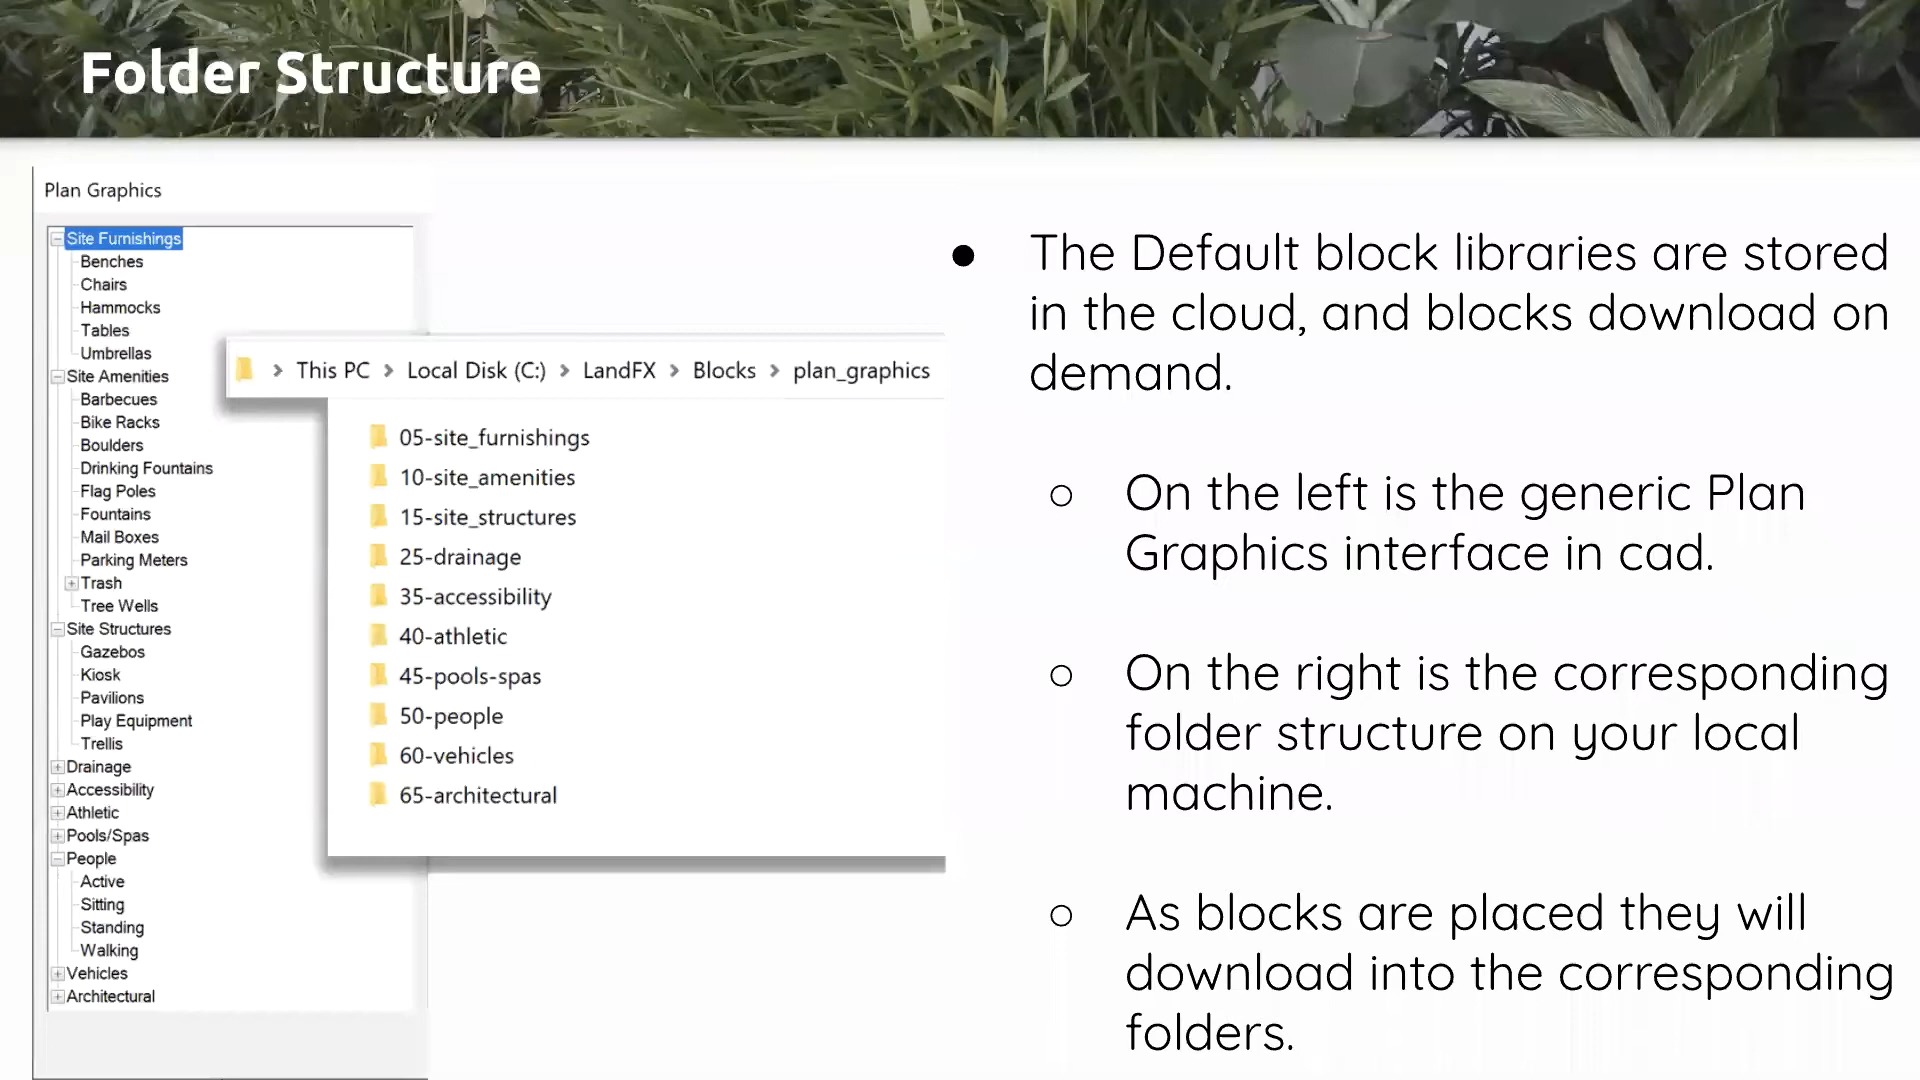 Folder Structure
Plan Graphics
Site Furnishings
Benches
Chairs
Hammocks
Tables
Umbrellas
Site Amenities
Barbecues
Bike Racks
Boulders
Drinking Fountains
Flag Poles
Fountains
Mail Boxes
Parking Meters
Trash
Tree Wells
Site Structures
Gazebos
Kiosk
Pavilions
Play Equipment
Trellis
Drainage
Accessibility
Athletic
Pools/Spas
People
Active
Sitting
Standing
Walking
Vehicles
Architectural
This PC > Local Disk (C:) > LandFX > Blocks > plan_graphics
05-site_furnishings
10-site_amenities
15-site_structures
25-drainage
35-accessibility
40-athletic
45-pools-spas
50-people
60-vehicles
65-architectural
● The Default block libraries are stored
in the cloud, and blocks download on
demand.
○ On the left is the generic Plan
Graphics interface in cad.
○ On the right is the corresponding
folder structure on your local
machine.
○ As blocks are placed they will
download into the corresponding
folders.